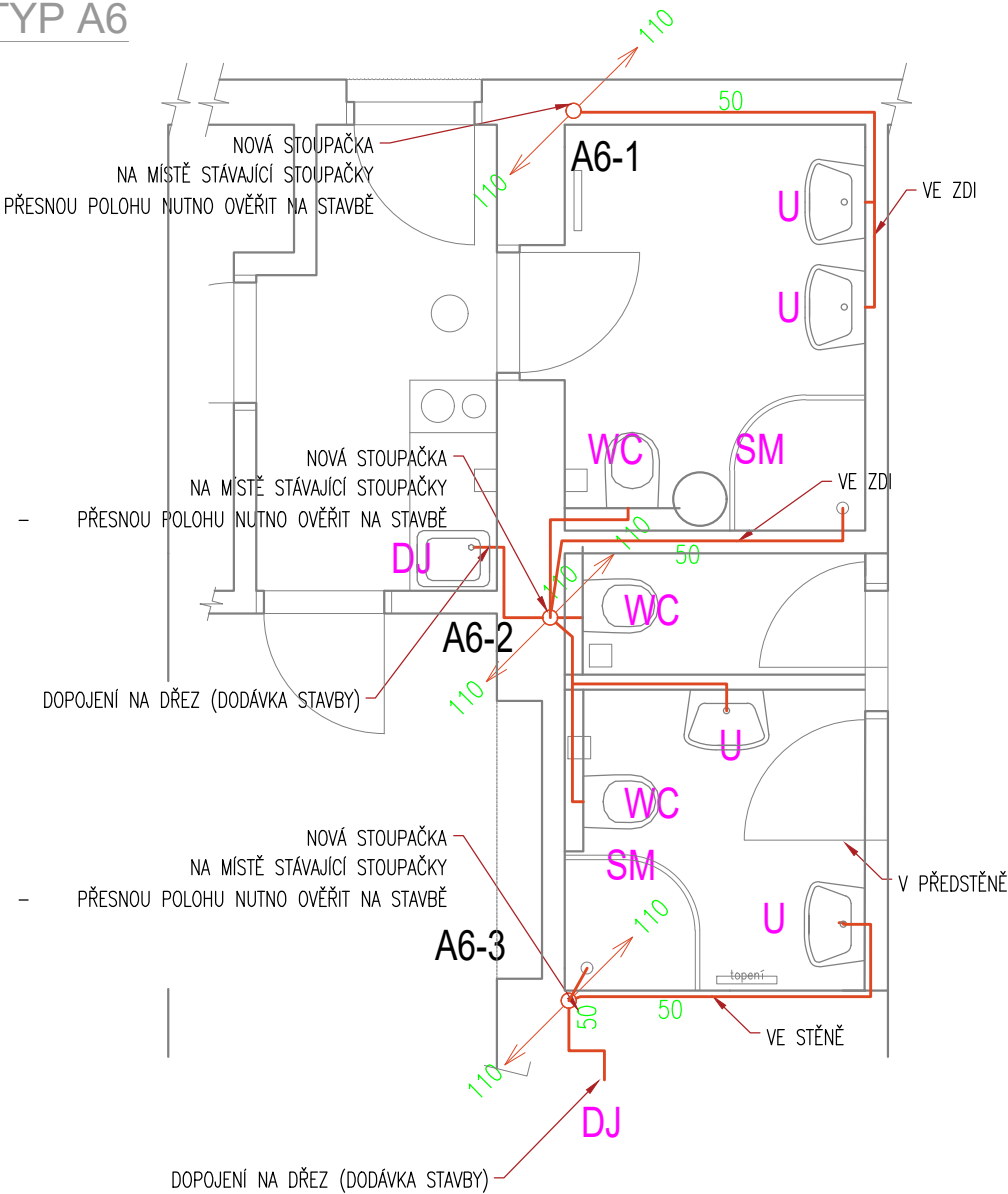 TYP A6
110
50
NOVÁ STOUPAČKA
NA MÍSTĚ STÁVAJÍCÍ STOUPAČKY
PŘESNOU POLOHU NUTNO OVĚŘIT NA STAVBĚ
A6-1
110
U
VE ZDI
U
WC
SM
NOVÁ STOUPAČKA
NA MÍSTĚ STÁVAJÍCÍ STOUPAČKY
- PŘESNOU POLOHU NUTNO OVĚŘIT NA STAVBĚ
VE ZDI
110
50
DJ
110
WC
A6-2
110
DOPOJENÍ NA DŘEZ (DODÁVKA STAVBY)
U
WC
NOVÁ STOUPAČKA
NA MÍSTĚ STÁVAJÍCÍ STOUPAČKY
- PŘESNOU POLOHU NUTNO OVĚŘIT NA STAVBĚ
SM
V PŘEDSTĚNĚ
U
110
A6-3
topení
50
50
VE STĚNĚ
110
DJ
DOPOJENÍ NA DŘEZ (DODÁVKA STAVBY)